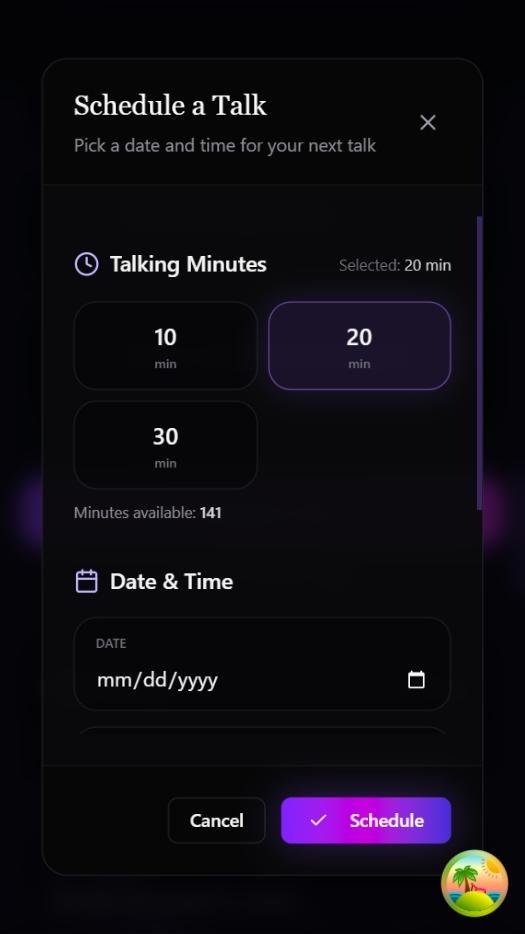 Schedule a Talk
Pick a date and time for your next talk
Talking Minutes
Selected: 20 min
10
min
20
min
30
min
Minutes available: 141
Date & Time
DATE
mm/dd/yyyy
Cancel
Schedule